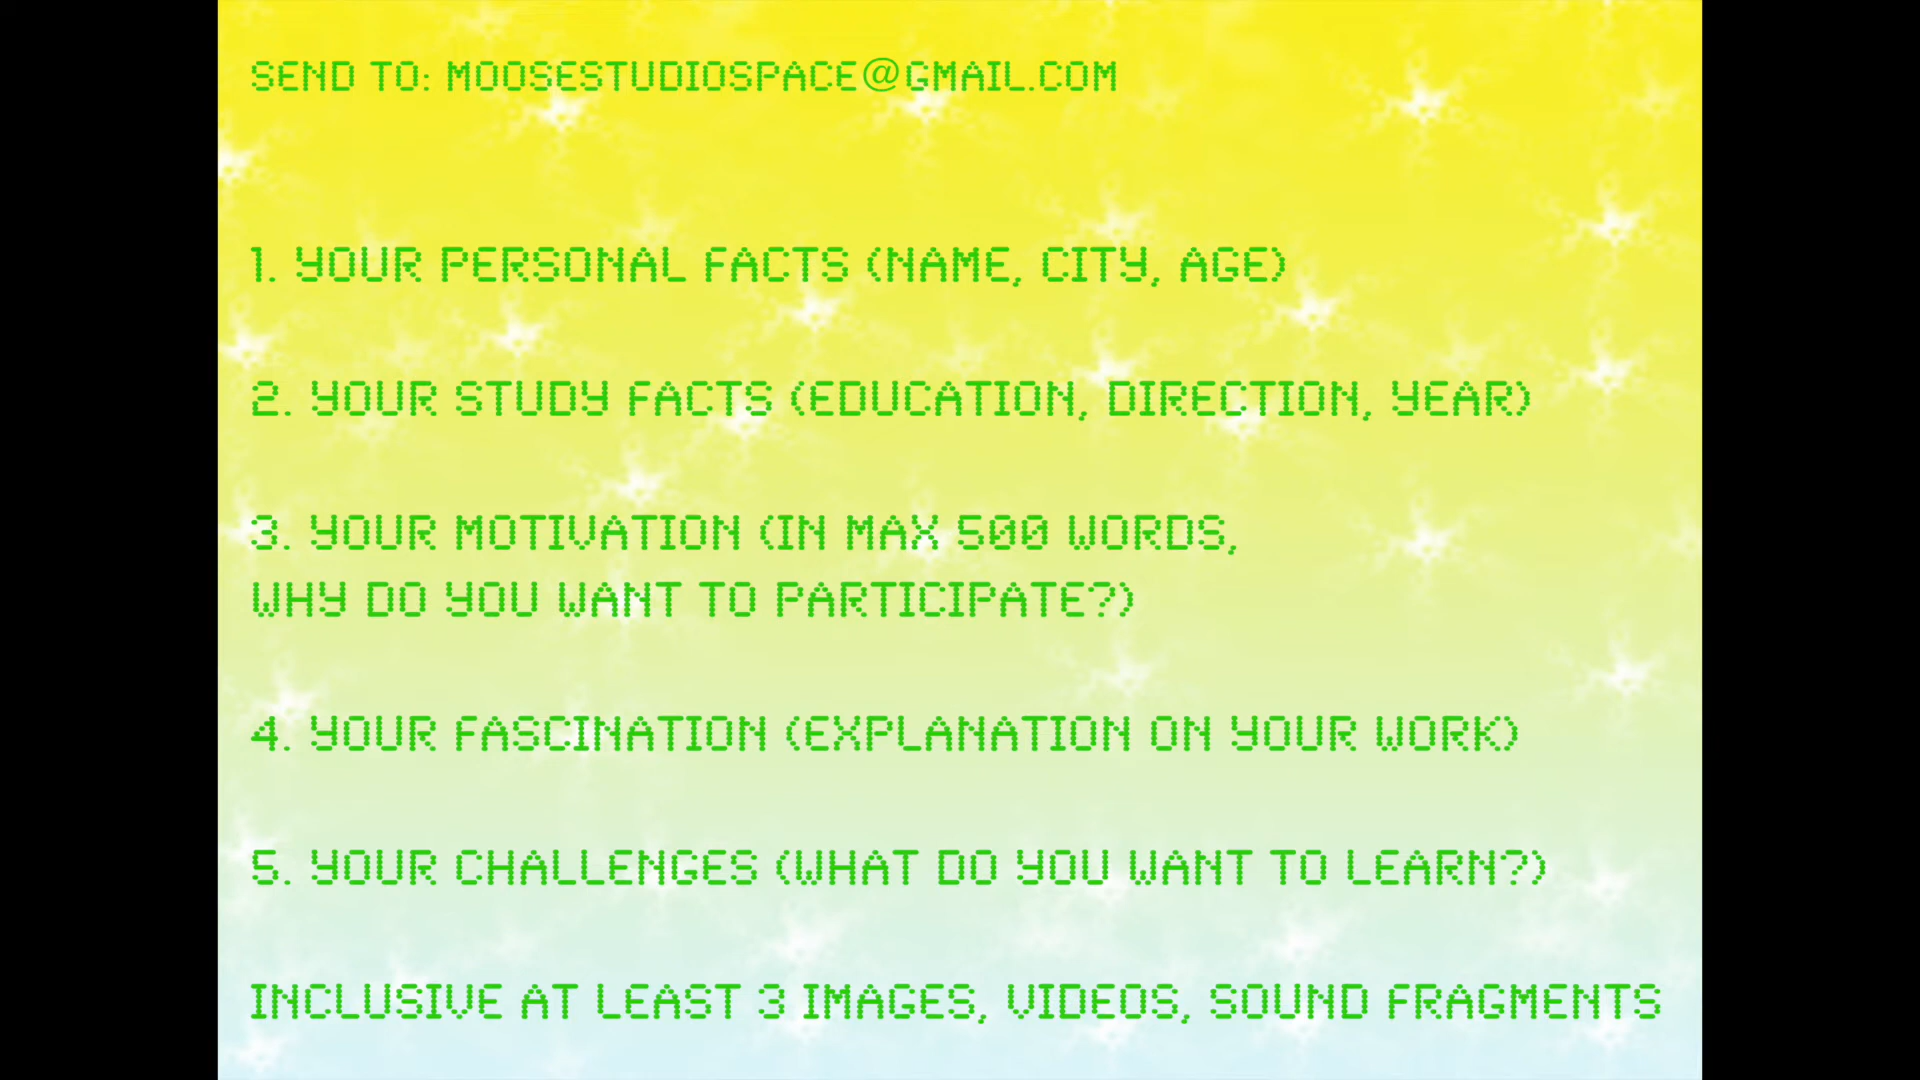 SEND TO: MOOSESTUDIOSPACE@GMAIL.COM
1. YOUR PERSONAL FACTS (NAME, CITY, AGE)
2. YOUR STUDY FACTS (EDUCATION, DIRECTION, YEAR)
3. YOUR MOTIVATION (IN MAX 500 WORDS,
WHY DO YOU WANT TO PARTICIPATE?)
4. YOUR FASCINATION (EXPLANATION ON YOUR WORK)
5. YOUR CHALLENGES (WHAT DO YOU WANT TO LEARN?)
INCLUSIVE AT LEAST 3 IMAGES, VIDEOS, SOUND FRAGMENTS